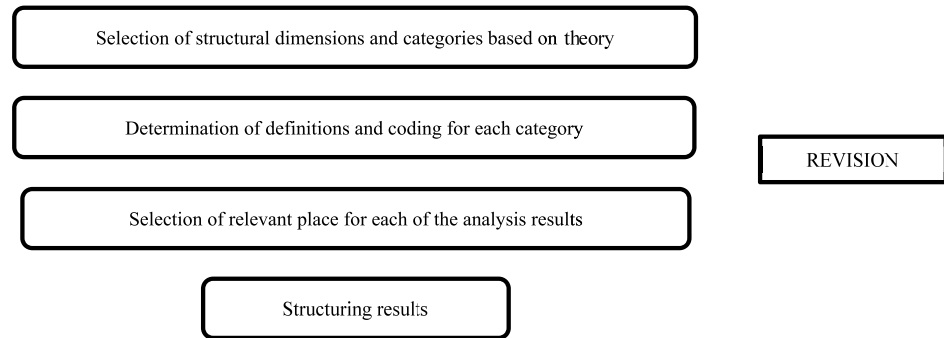 Selection of structural dimensions and categories based on theory
Determination of definitions and coding for each category
REVISION
Selection of relevant place for each of the analysis results
Structuring results